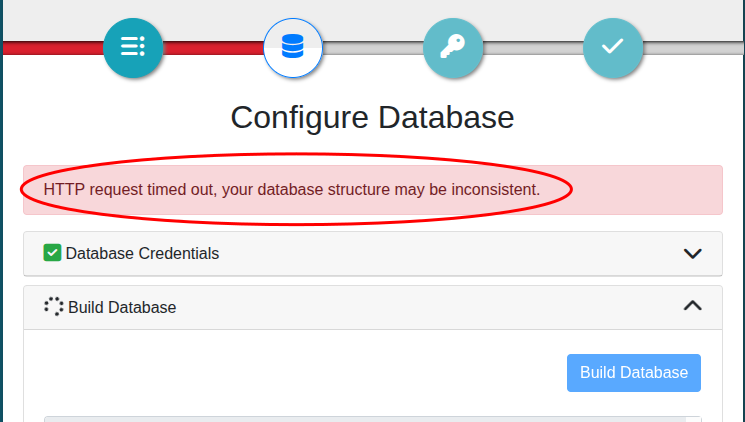 Configure Database
HTTP request timed out, your database structure may be inconsistent.
Database Credentials
Build Database
Build Database